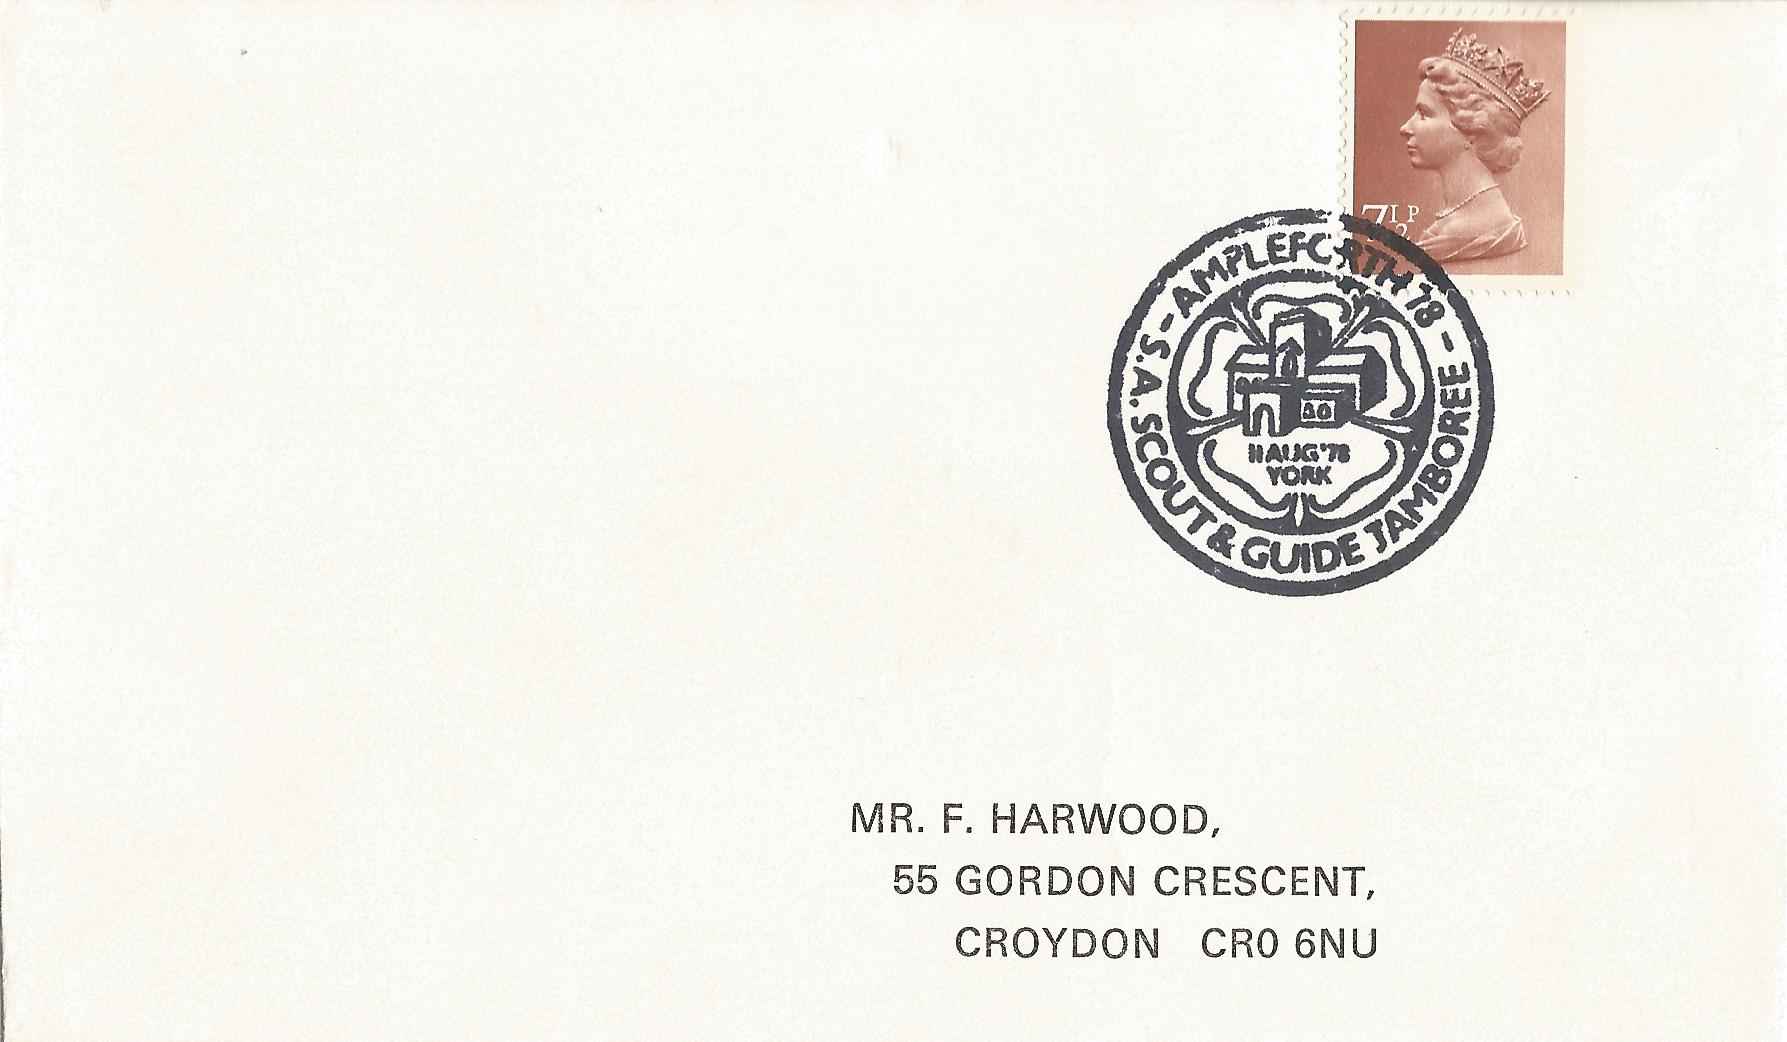 7½P
- AMPLEFORTH 78 -
S.A. SCOUT & GUIDE JAMBOREE
11 AUG '78
YORK
MR. F. HARWOOD,
55 GORDON CRESCENT,
CROYDON CR0 6NU